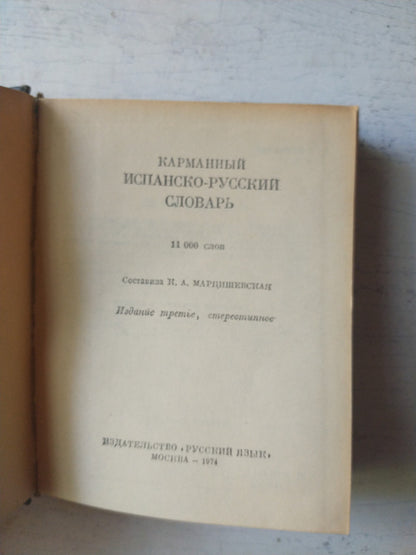 КАРМАННЫЙ
ИСПАНСКО-РУССКИЙ
СЛОВАРЬ
11 000 слов
Составила К. А. МАРЦИШЕВСКАЯ
Издание третье, стереотипное
ИЗДАТЕЛЬСТВО «РУССКИЙ ЯЗЫК»
МОСКВА — 1974